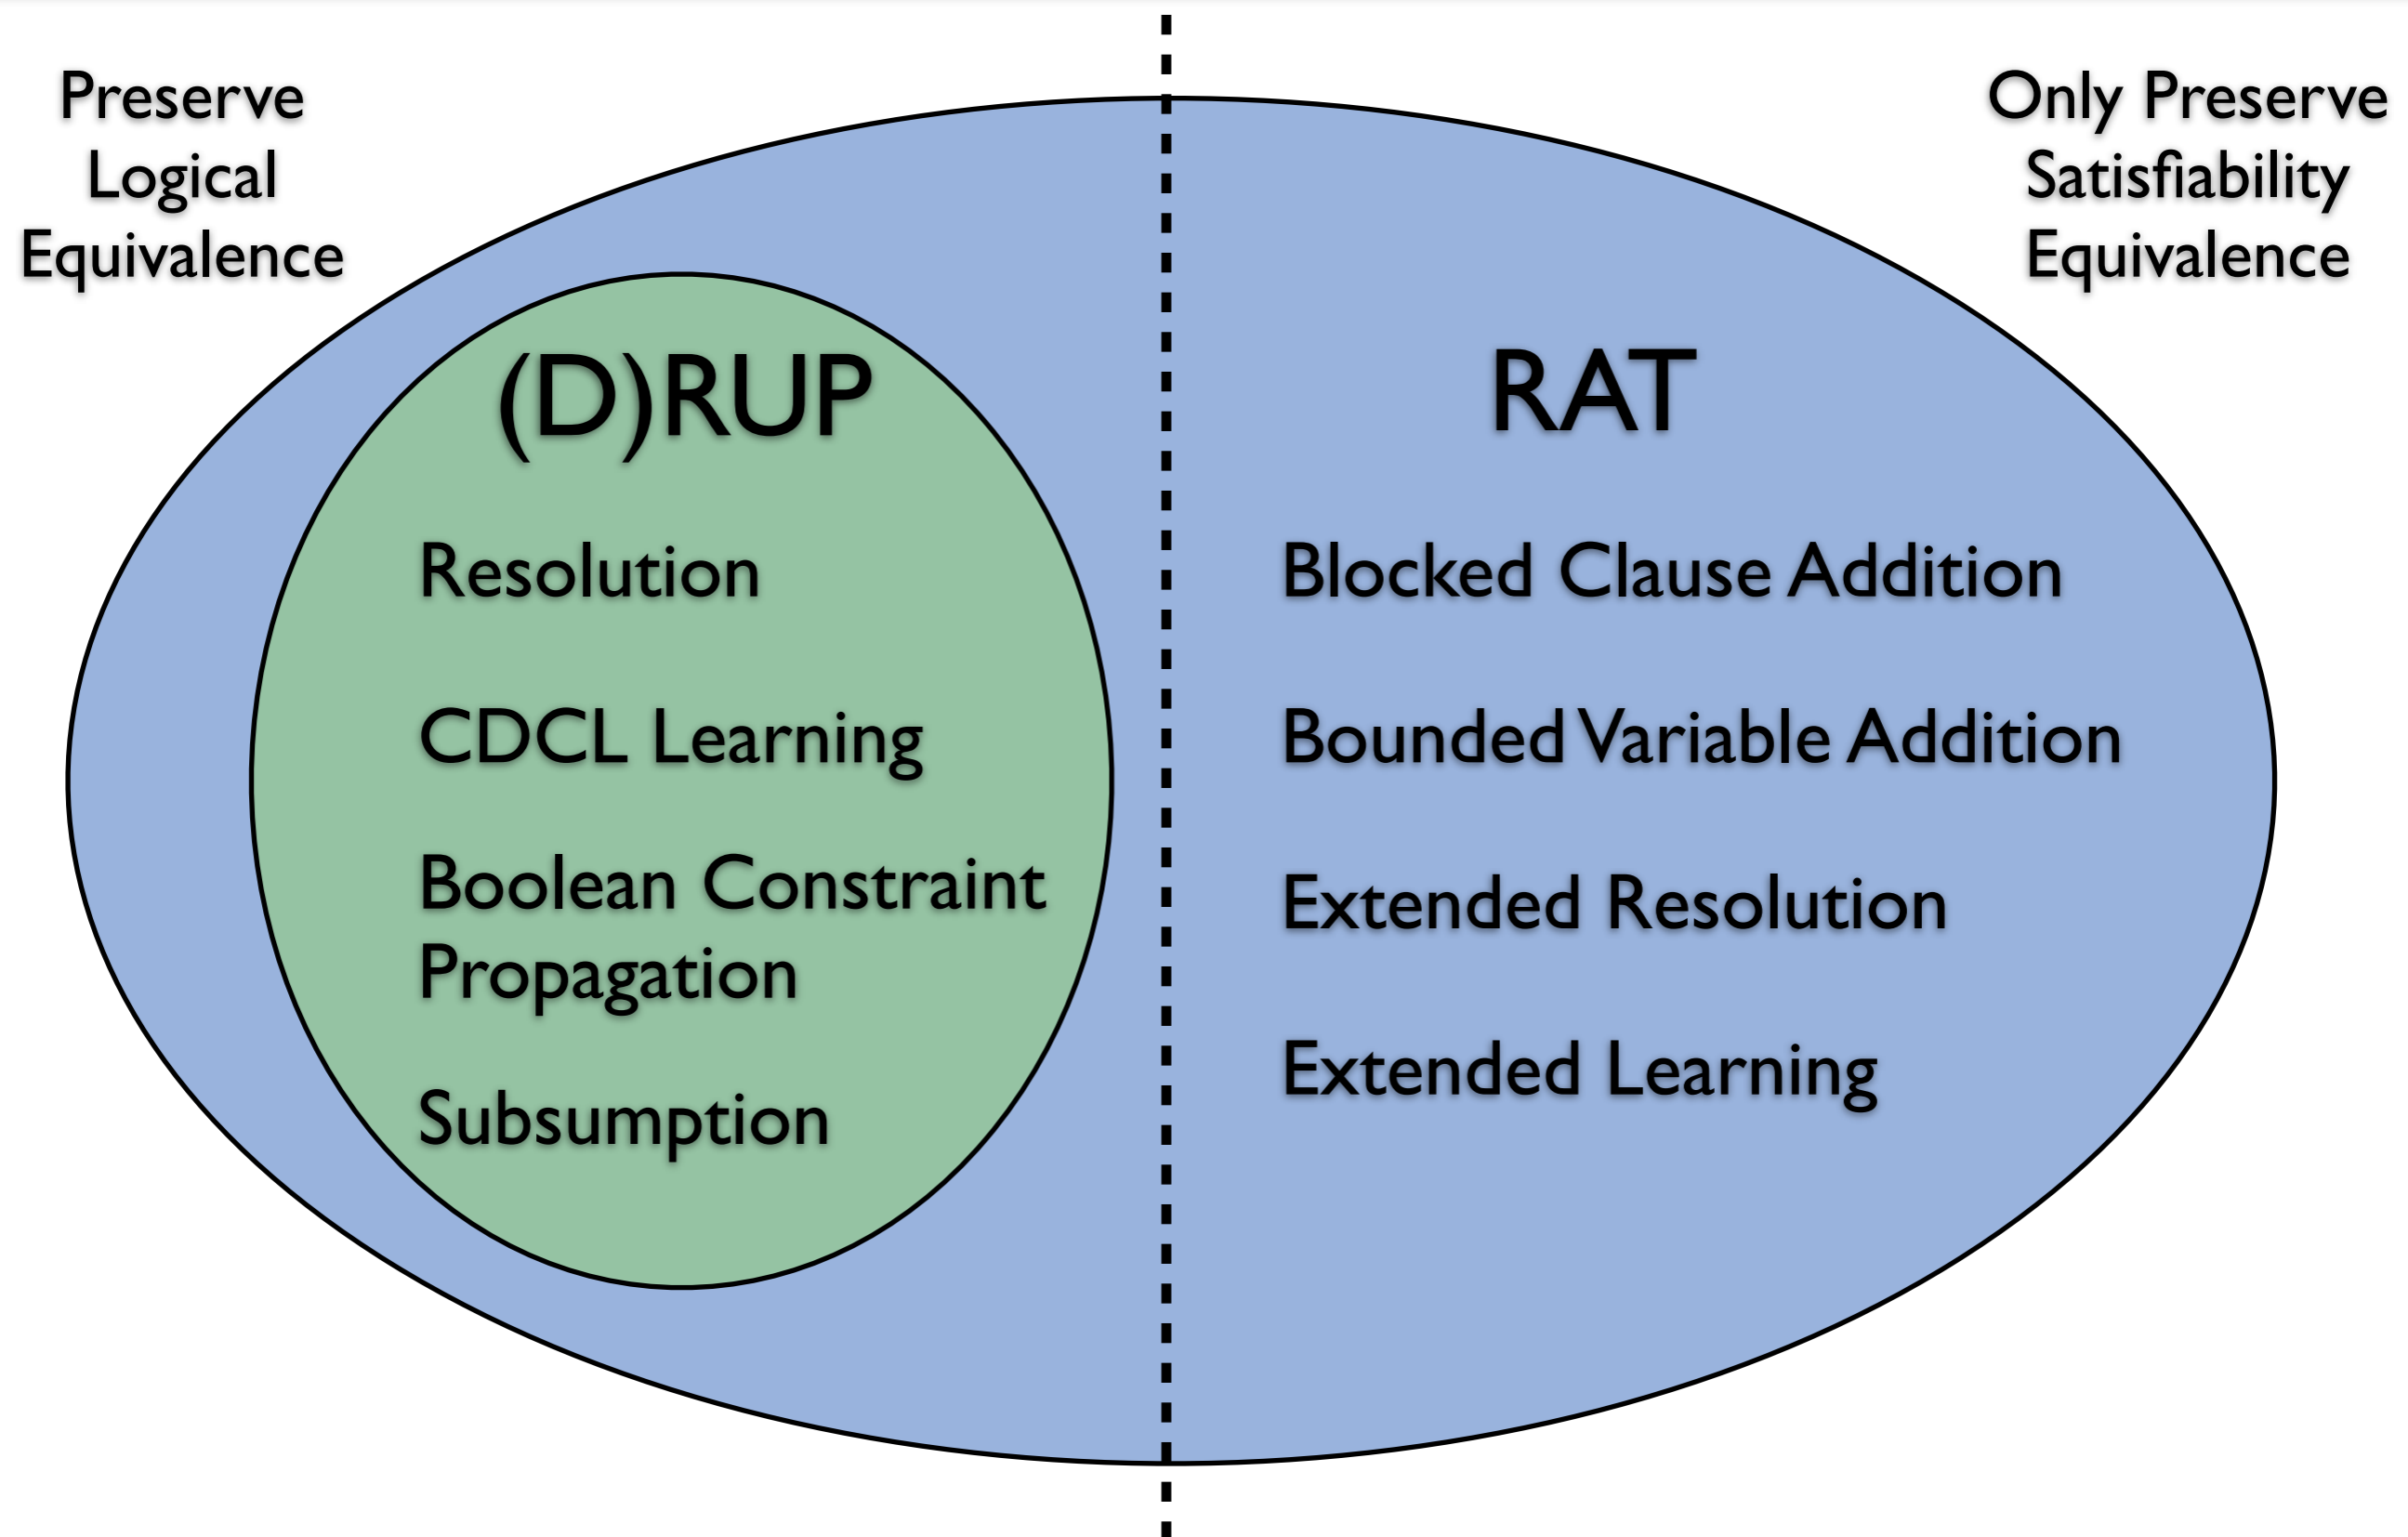 Preserve
Logical
Equivalence
Only Preserve
Satisfiability
Equivalence
(D)RUP
Resolution
CDCL Learning
Boolean Constraint
Propagation
Subsumption
RAT
Blocked Clause Addition
Bounded Variable Addition
Extended Resolution
Extended Learning